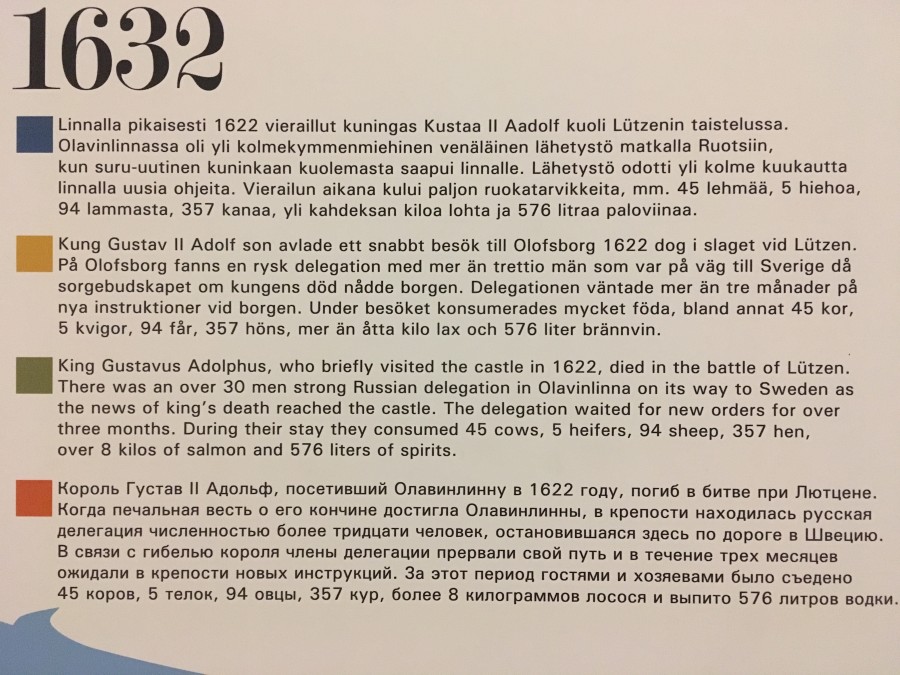 1632
Linnalla pikaisesti 1622 vieraillut kuningas Kustaa II Aadolf kuoli Lützenin taistelussa.
Olavinlinnassa oli yli kolmekymmenmiehinen venäläinen lähetystö matkalla Ruotsiin,
kun suru-uutinen kuninkaan kuolemasta saapui linnalle. Lähetystö odotti yli kolme kuukautta
linnalla uusia ohjeita. Vierailun aikana kului paljon ruokatarvikkeita, mm. 45 lehmää, 5 hiehoa,
94 lammasta, 357 kanaa, yli kahdeksan kiloa lohta ja 576 litraa paloviinaa.
Kung Gustav II Adolf son avlade ett snabbt besök till Olofsborg 1622 dog i slaget vid Lützen.
På Olofsborg fanns en rysk delegation med mer än trettio män som var på väg till Sverige då
sorgebudskapet om kungens död nådde borgen. Delegationen väntade mer än tre månader på
nya instruktioner vid borgen. Under besöket konsumerades mycket föda, bland annat 45 kor,
5 kvigor, 94 får, 357 höns, mer än åtta kilo lax och 576 liter brännvin.
King Gustavus Adolphus, who briefly visited the castle in 1622, died in the battle of Lützen.
There was an over 30 men strong Russian delegation in Olavinlinna on its way to Sweden as
the news of king's death reached the castle. The delegation waited for new orders for over
three months. During their stay they consumed 45 cows, 5 heifers, 94 sheep, 357 hen,
over 8 kilos of salmon and 576 liters of spirits.
Король Густав II Адольф, посетивший Олавинлинну в 1622 году, погиб в битве при Лютцене.
Когда печальная весть о его кончине достигла Олавинлинны, в крепости находилась русская
делегация численностью более тридцати человек, остановившаяся здесь по дороге в Швецию.
В связи с гибелью короля члены делегации прервали свой путь и в течение трех месяцев
ожидали в крепости новых инструкций. За этот период гостями и хозяевами было съедено
45 коров, 5 телок, 94 овцы, 357 кур, более 8 килограммов лосося и выпито 576 литров водки.